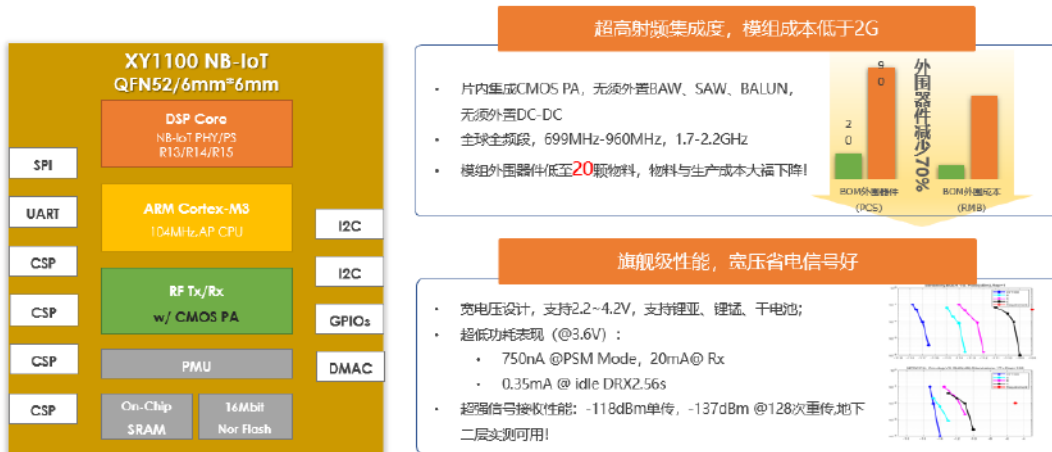 XY1100 NB-IoT
QFN52/6mm*6mm
DSP Core
NB-IoT PHY/PS
R13/R14/R15
ARM Cortex-M3
104MHz,AP CPU
RF Tx/Rx
w/ CMOS PA
PMU
On-Chip
SRAM
16Mbit
Nor Flash
SPI
UART
CSP
CSP
CSP
CSP
I2C
I2C
GPIOs
DMAC
超高射频集成度，模组成本低于2G
• 片内集成CMOS PA，无须外置BAW、SAW、BALUN，
无须外置DC-DC
• 全球全频段，699MHz-960MHz，1.7-2.2GHz
• 模组外围器件低至20颗物料，物料与生产成本大福下降!
20
90
BOM外围器件
(PCS)
BOM外围成本
(RMB)
外围器件减少70%
旗舰级性能，宽压省电信号好
• 宽电压设计，支持2.2~4.2V，支持锂亚、锂锰、干电池;
• 超低功耗表现（@3.6V）:
• 750nA @PSM Mode，20mA@ Rx
• 0.35mA @ idle DRX2.56s
• 超强信号接收性能：-118dBm单传，-137dBm @128次重传,地下
二层实测可用!